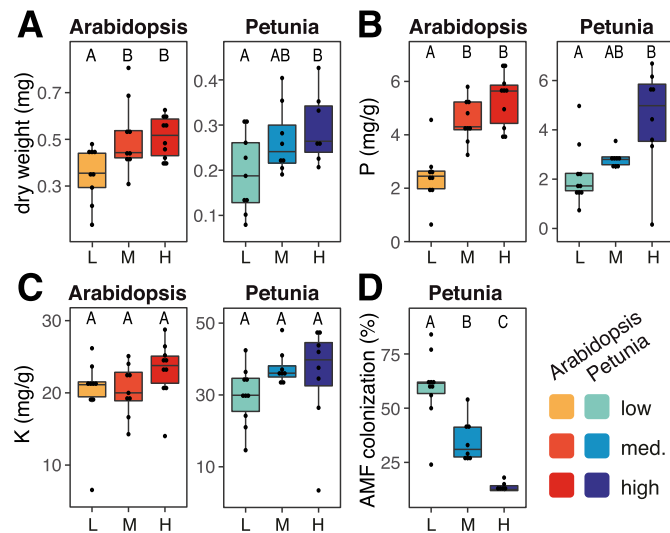 A
Arabidopsis
Petunia
dry weight (mg)
0.7
0.5
0.3
A B B
L M H
0.4
0.3
0.2
0.1
A AB B
L M H
B
Arabidopsis
Petunia
P (mg/g)
6
4
2
0
A B B
L M H
6
4
2
0
A AB B
L M H
C
Arabidopsis
Petunia
K (mg/g)
30
20
10
A A A
L M H
50
30
10
A A A
L M H
D
Petunia
AMF colonization (%)
75
50
25
A B C
L M H
Arabidopsis
Petunia
low
med.
high